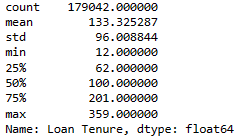 count    179042.000000
mean        133.325287
std          96.008844
min          12.000000
25%          62.000000
50%         100.000000
75%         201.000000
max         359.000000
Name: Loan Tenure, dtype: float64